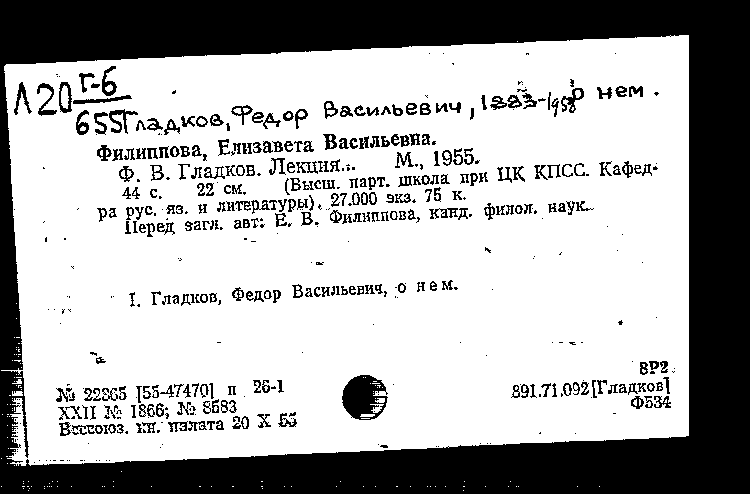 Л20 Г-6
655 Гладков, Федор Васильевич, 1883-1958 о нем.
Филиппова, Елизавета Васильевна.
Ф. В. Гладков. Лекция... М., 1955.
44 с. 22 см. (Высш. парт. школа при ЦК КПСС. Кафед-
ра рус. яз. и литературы). 27.000 экз. 75 к.
Перед загл. авт: Е. В. Филиппова, канд. филол. наук.
I. Гладков, Федор Васильевич, о нем.
№ 22365 [55-47470] п 26-1
XXII № 1866; № 8583
Всесоюз. кн. палата 20 X 55
8Р2
891.71.092[Гладков]
Ф534